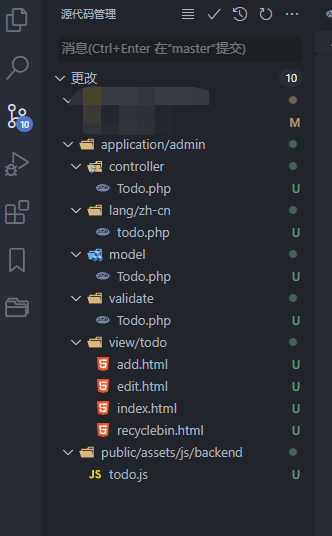 源代码管理
消息(Ctrl+Enter 在"master"提交)
更改 10
M
application/admin
controller
Todo.php U
lang/zh-cn
todo.php U
model
Todo.php U
validate
Todo.php U
view/todo
add.html U
edit.html U
index.html U
recyclebin.html U
public/assets/js/backend
JS todo.js U
10